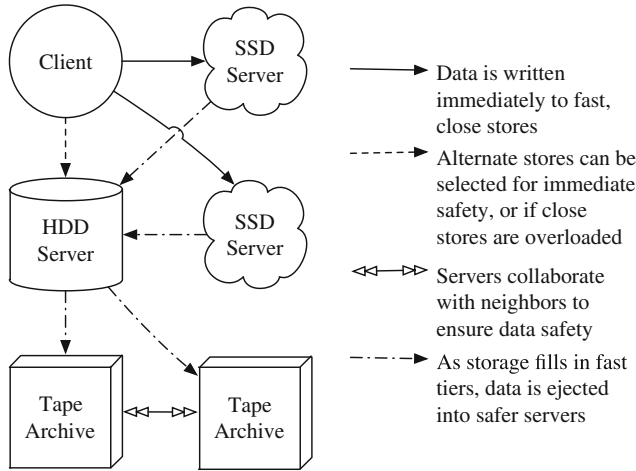 Client
SSD
Server
HDD
Server
SSD
Server
Tape
Archive
Tape
Archive
Data is written
immediately to fast,
close stores
Alternate stores can be
selected for immediate
safety, or if close
stores are overloaded
Servers collaborate
with neighbors to
ensure data safety
As storage fills in fast
tiers, data is ejected
into safer servers